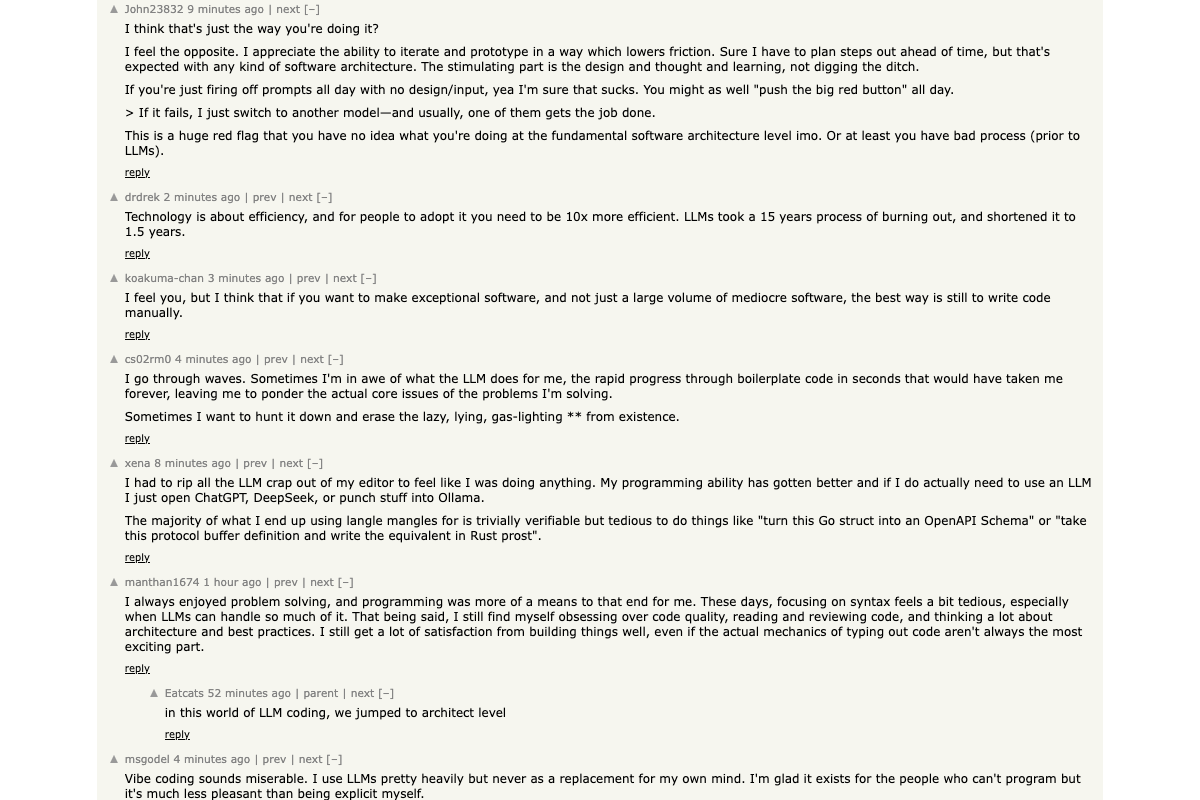 ▲ John23832 9 minutes ago | next [–]
I think that's just the way you're doing it?
I feel the opposite. I appreciate the ability to iterate and prototype in a way which lowers friction. Sure I have to plan steps out ahead of time, but that's
expected with any kind of software architecture. The stimulating part is the design and thought and learning, not digging the ditch.
If you're just firing off prompts all day with no design/input, yea I'm sure that sucks. You might as well "push the big red button" all day.
> If it fails, I just switch to another model—and usually, one of them gets the job done.
This is a huge red flag that you have no idea what you're doing at the fundamental software architecture level imo. Or at least you have bad process (prior to
LLMs).
reply
▲ drdrek 2 minutes ago | prev | next [–]
Technology is about efficiency, and for people to adopt it you need to be 10x more efficient. LLMs took a 15 years process of burning out, and shortened it to
1.5 years.
reply
▲ koakuma-chan 3 minutes ago | prev | next [–]
I feel you, but I think that if you want to make exceptional software, and not just a large volume of mediocre software, the best way is still to write code
manually.
reply
▲ cs02rm0 4 minutes ago | prev | next [–]
I go through waves. Sometimes I'm in awe of what the LLM does for me, the rapid progress through boilerplate code in seconds that would have taken me
forever, leaving me to ponder the actual core issues of the problems I'm solving.
Sometimes I want to hunt it down and erase the lazy, lying, gas-lighting ** from existence.
reply
▲ xena 8 minutes ago | prev | next [–]
I had to rip all the LLM crap out of my editor to feel like I was doing anything. My programming ability has gotten better and if I do actually need to use an LLM
I just open ChatGPT, DeepSeek, or punch stuff into Ollama.
The majority of what I end up using langle mangles for is trivially verifiable but tedious to do things like "turn this Go struct into an OpenAPI Schema" or "take
this protocol buffer definition and write the equivalent in Rust prost".
reply
▲ manthan1674 1 hour ago | prev | next [–]
I always enjoyed problem solving, and programming was more of a means to that end for me. These days, focusing on syntax feels a bit tedious, especially
when LLMs can handle so much of it. That being said, I still find myself obsessing over code quality, reading and reviewing code, and thinking a lot about
architecture and best practices. I still get a lot of satisfaction from building things well, even if the actual mechanics of typing out code aren't always the most
exciting part.
reply
▲ Eatcats 52 minutes ago | parent | next [–]
in this world of LLM coding, we jumped to architect level
reply
▲ msgodel 4 minutes ago | prev | next [–]
Vibe coding sounds miserable. I use LLMs pretty heavily but never as a replacement for my own mind. I'm glad it exists for the people who can't program but
it's much less pleasant than being explicit myself.